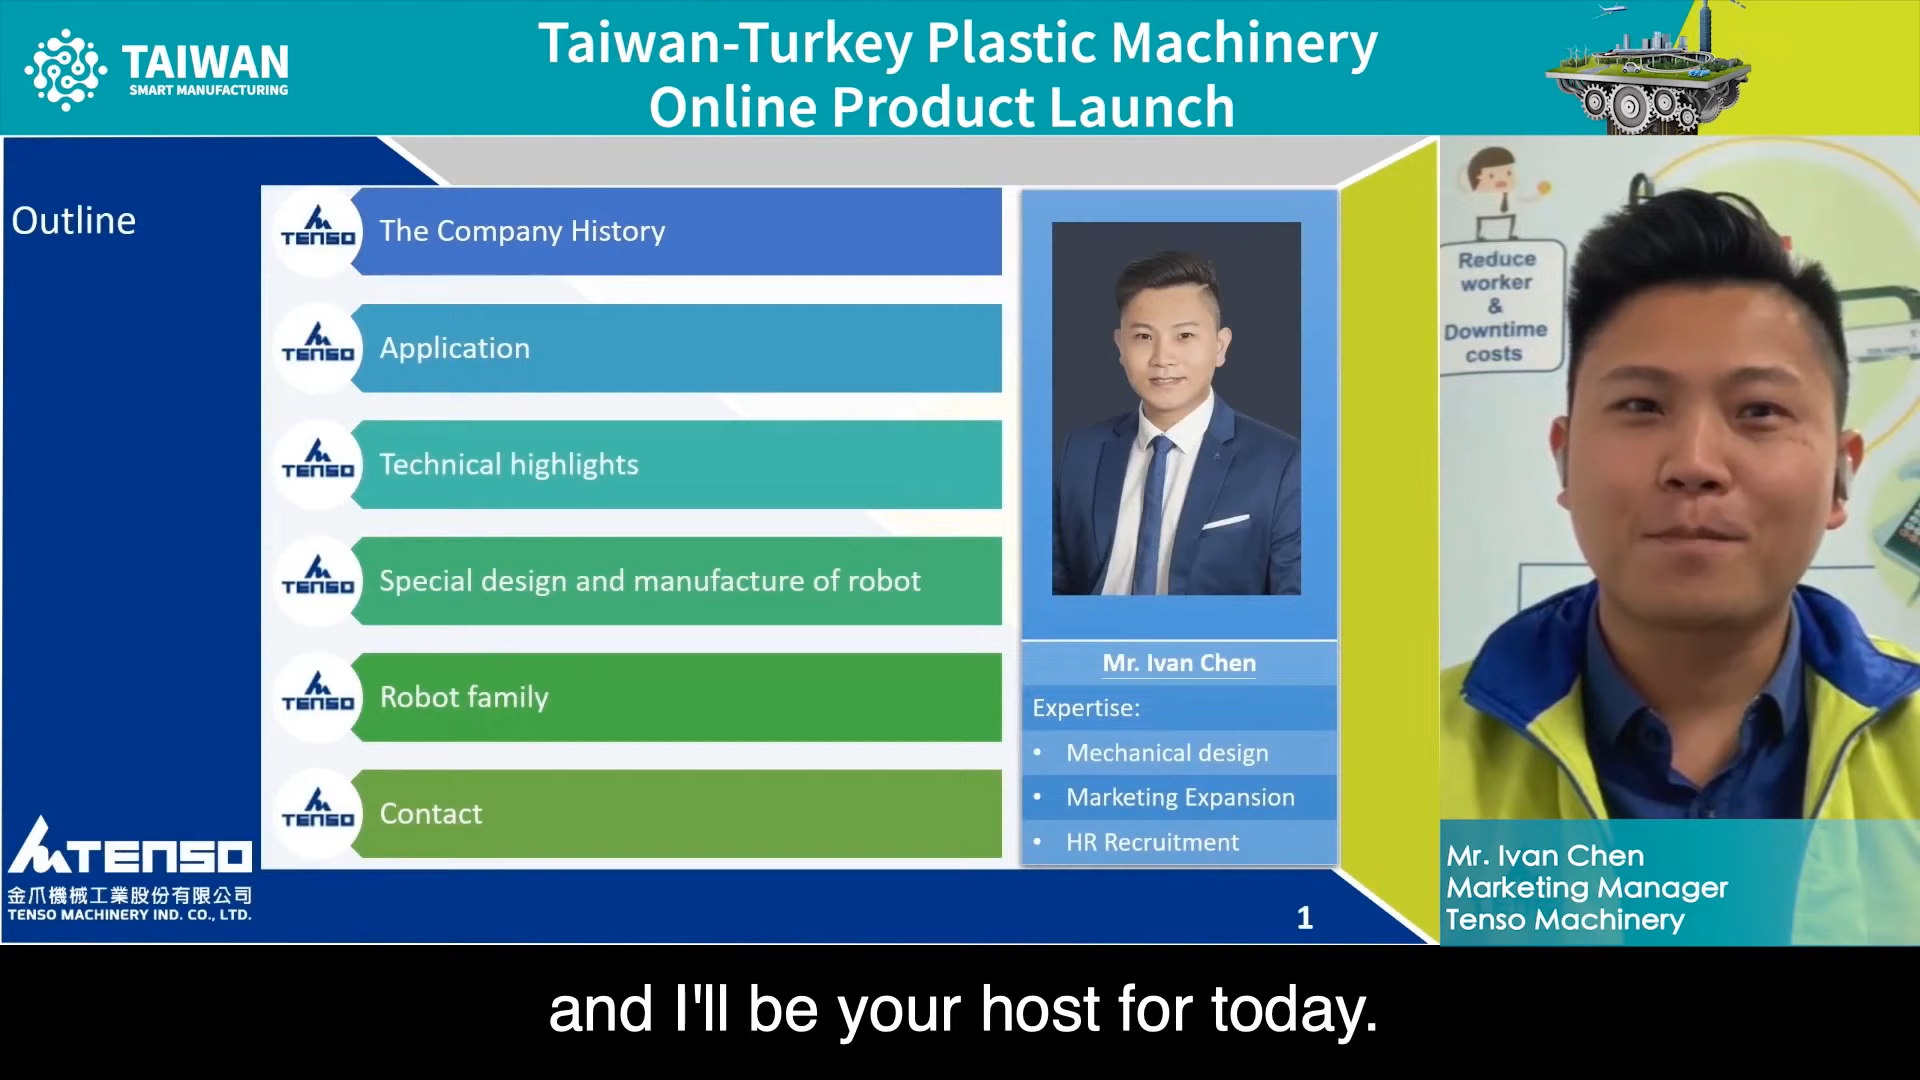 TAIWAN
SMART MANUFACTURING
Taiwan-Turkey Plastic Machinery
Online Product Launch
Outline
TENSO
The Company History
TENSO
Application
TENSO
Technical highlights
TENSO
Special design and manufacture of robot
TENSO
Robot family
TENSO
Contact
TENSO
金爪機械工業股份有限公司
TENSO MACHINERY IND. CO., LTD.
Mr. Ivan Chen
Expertise:
• Mechanical design
• Marketing Expansion
• HR Recruitment
1
Reduce
worker
&
Downtime
costs
Mr. Ivan Chen
Marketing Manager
Tenso Machinery
and I'll be your host for today.